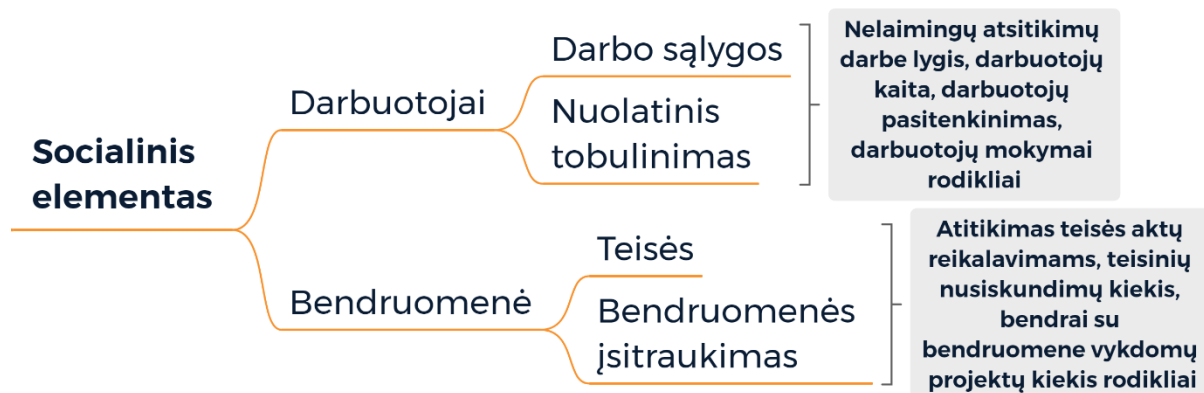 Socialinis
elementas
Darbuotojai
Darbo sąlygos
Nuolatinis
tobulinimas
Nelaimingų atsitikimų
darbe lygis, darbuotojų
kaita, darbuotojų
pasitenkinimas,
darbuotojų mokymai
rodikliai
Bendruomenė
Teisės
Bendruomenės
įsitraukimas
Atitikimas teisės aktų
reikalavimams, teisinių
nusiskundimų kiekis,
bendrai su
bendruomene vykdomų
projektų kiekis rodikliai